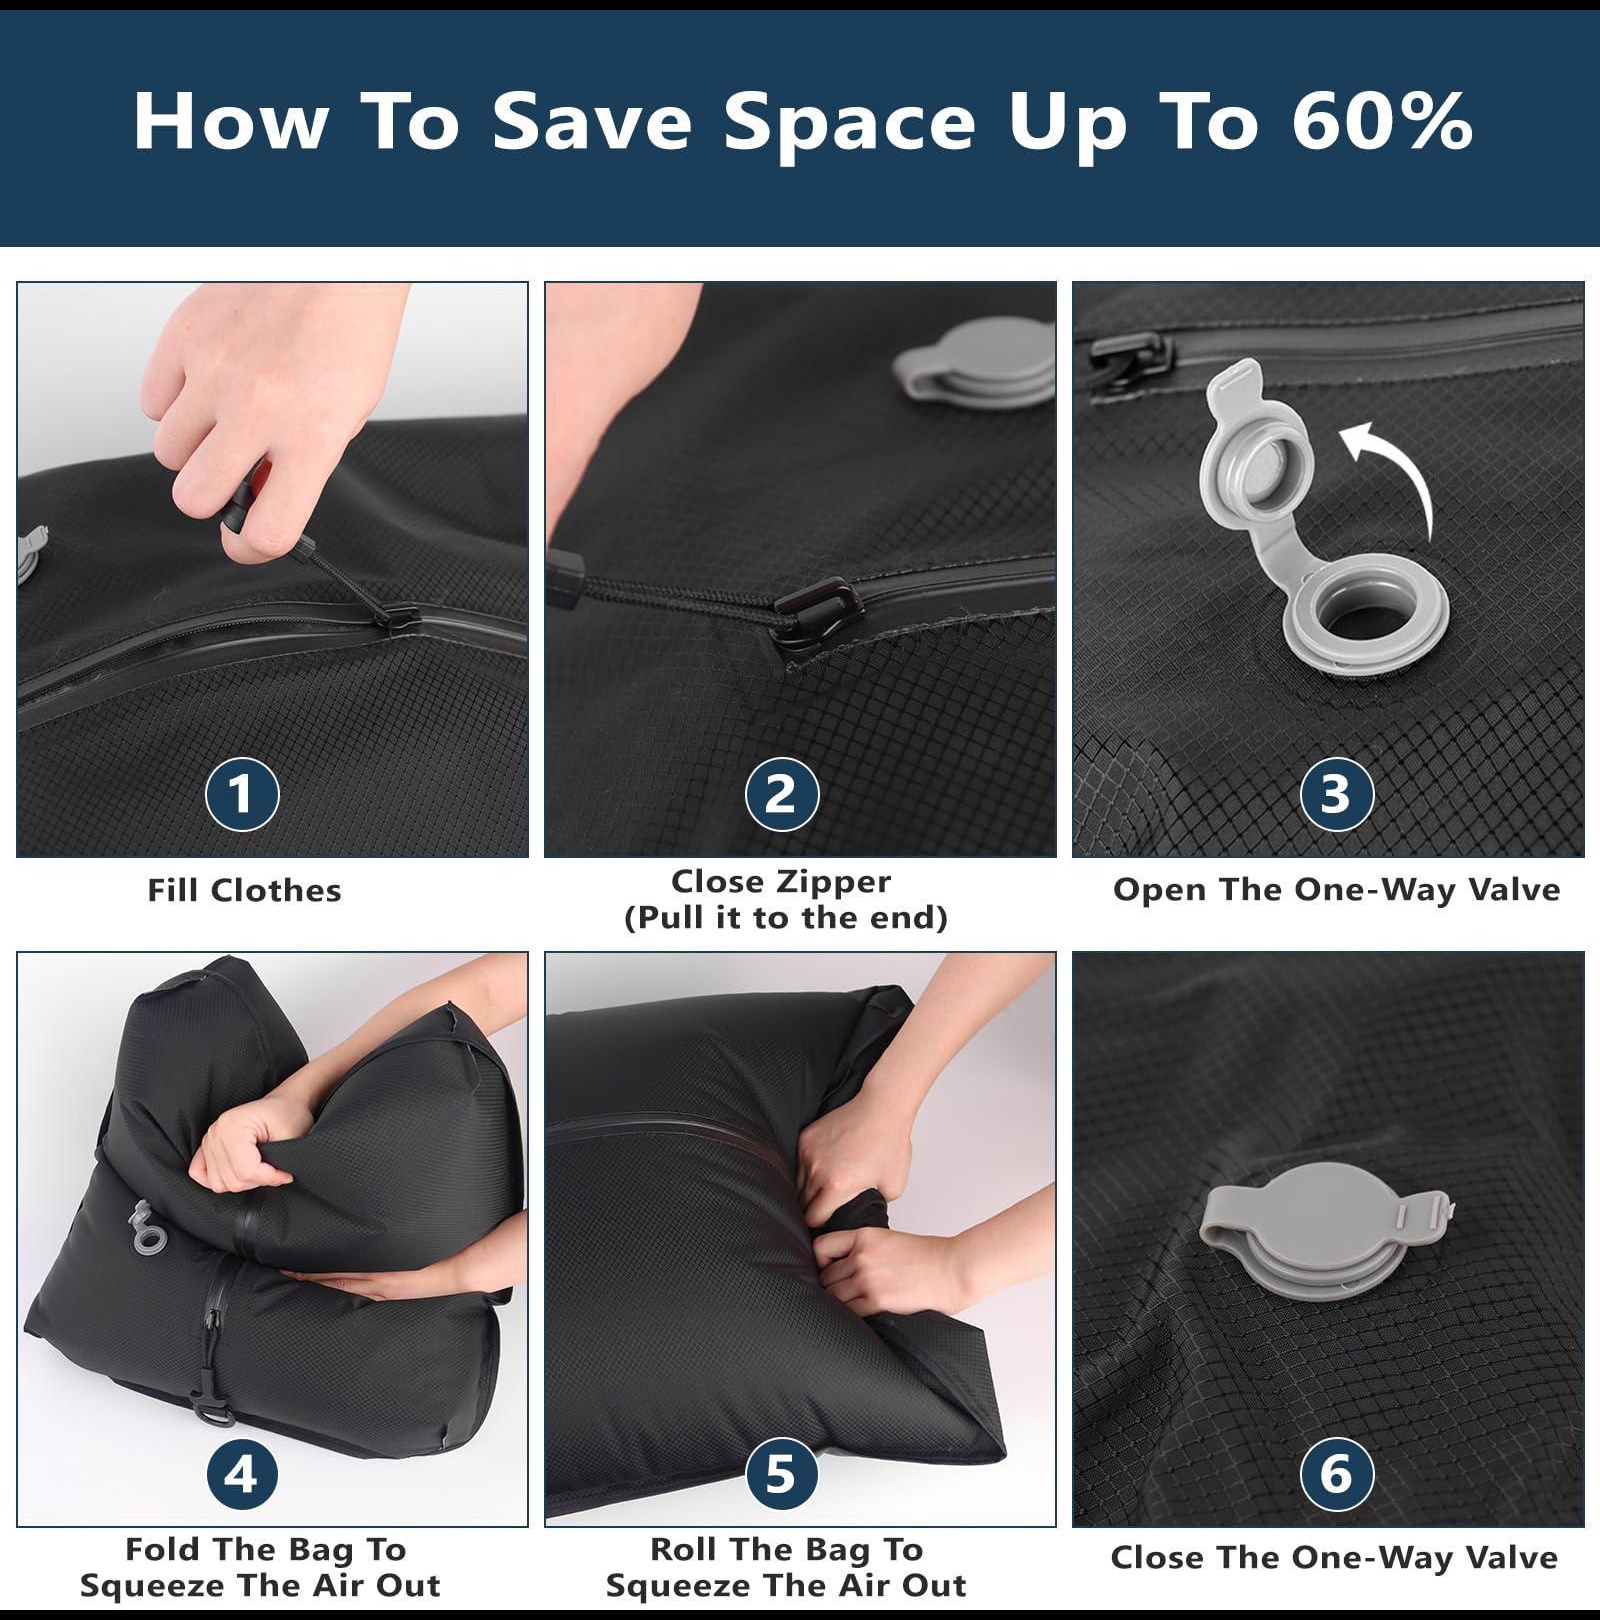 How To Save Space Up To 60%
1
2
3
Fill Clothes
Close Zipper
(Pull it to the end)
Open The One-Way Valve
4
5
6
Fold The Bag To
Squeeze The Air Out
Roll The Bag To
Squeeze The Air Out
Close The One-Way Valve